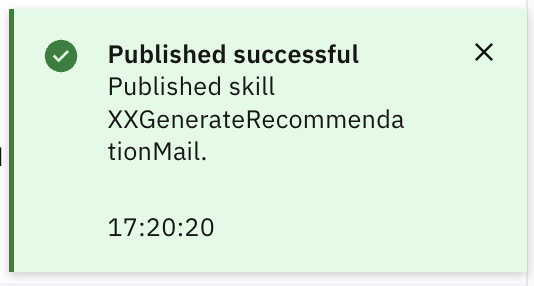 Published successful
Published skill
XXGenerateRecommenda
tionMail.
17:20:20